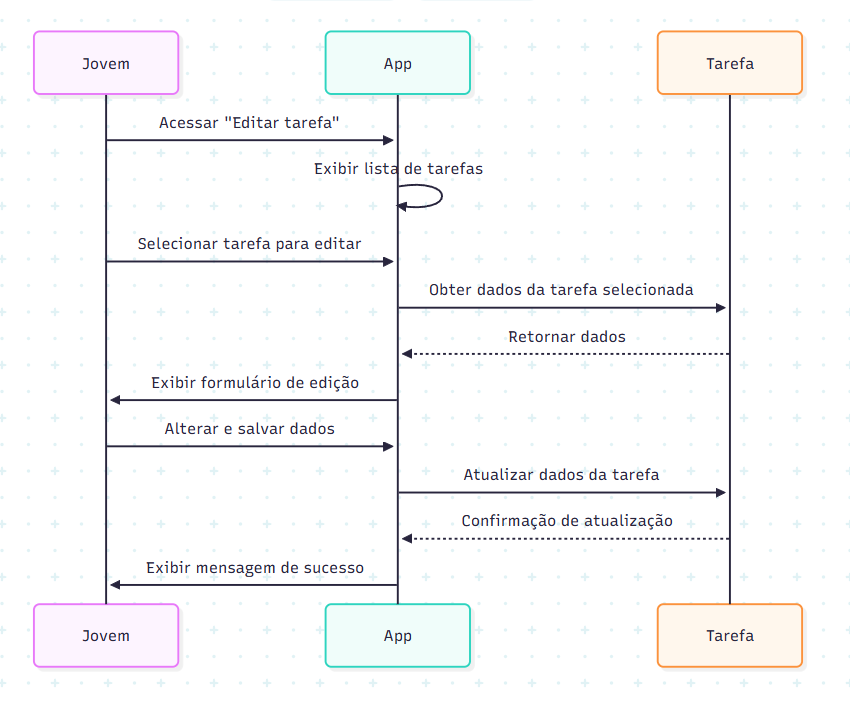 Jovem
App
Tarefa
Acessar "Editar tarefa"
Exibir lista de tarefas
Selecionar tarefa para editar
Obter dados da tarefa selecionada
Retornar dados
Exibir formulário de edição
Alterar e salvar dados
Atualizar dados da tarefa
Confirmação de atualização
Exibir mensagem de sucesso
Jovem
App
Tarefa